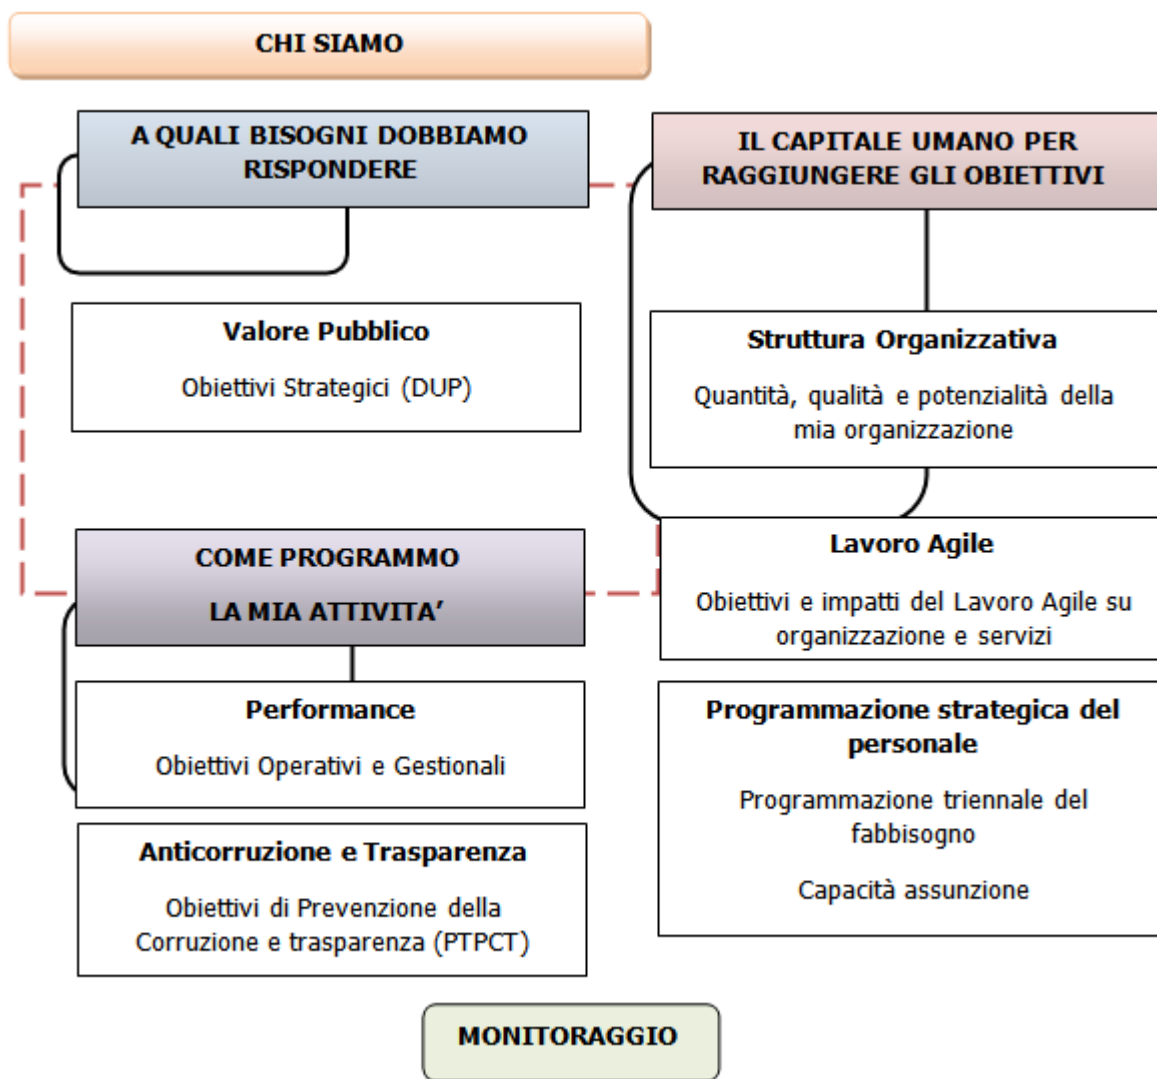 CHI SIAMO
A QUALI BISOGNI DOBBIAMO
RISPONDERE
Valore Pubblico
Obiettivi Strategici (DUP)
COME PROGRAMMO
LA MIA ATTIVITA’
Performance
Obiettivi Operativi e Gestionali
Anticorruzione e Trasparenza
Obiettivi di Prevenzione della
Corruzione e trasparenza (PTPCT)
IL CAPITALE UMANO PER
RAGGIUNGERE GLI OBIETTIVI
Struttura Organizzativa
Quantità, qualità e potenzialità della
mia organizzazione
Lavoro Agile
Obiettivi e impatti del Lavoro Agile su
organizzazione e servizi
Programmazione strategica del
personale
Programmazione triennale del
fabbisogno
Capacità assunzione
MONITORAGGIO